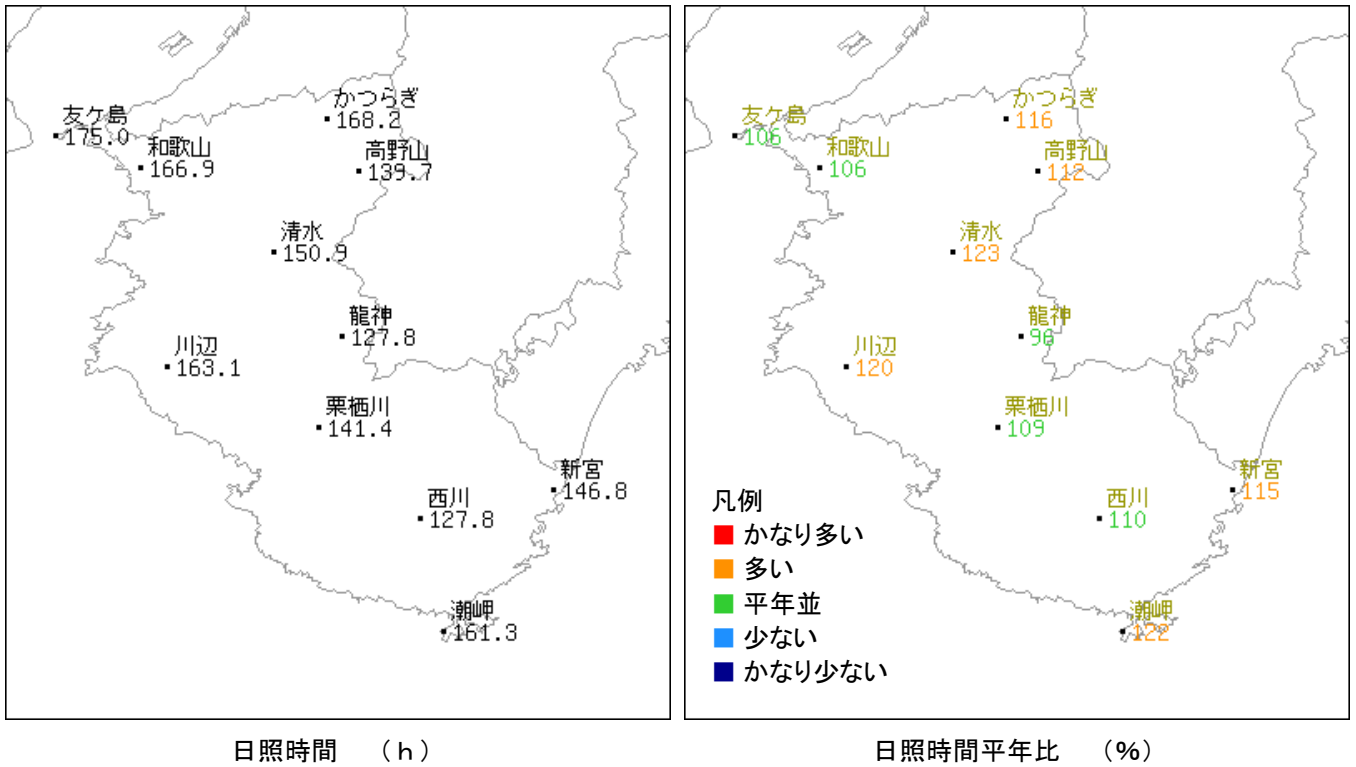 友ケ島
175.0
かつらぎ
168.2
和歌山
166.9
高野山
139.7
清水
150.9
龍神
127.8
川辺
163.1
栗栖川
141.4
新宮
146.8
西川
127.8
潮岬
161.3
日照時間 (h)
友ケ島
106
かつらぎ
116
和歌山
106
高野山
112
清水
123
龍神
96
川辺
120
栗栖川
109
新宮
115
西川
110
潮岬
122
凡例
かなり多い
多い
平年並
少ない
かなり少ない
日照時間平年比 (%)